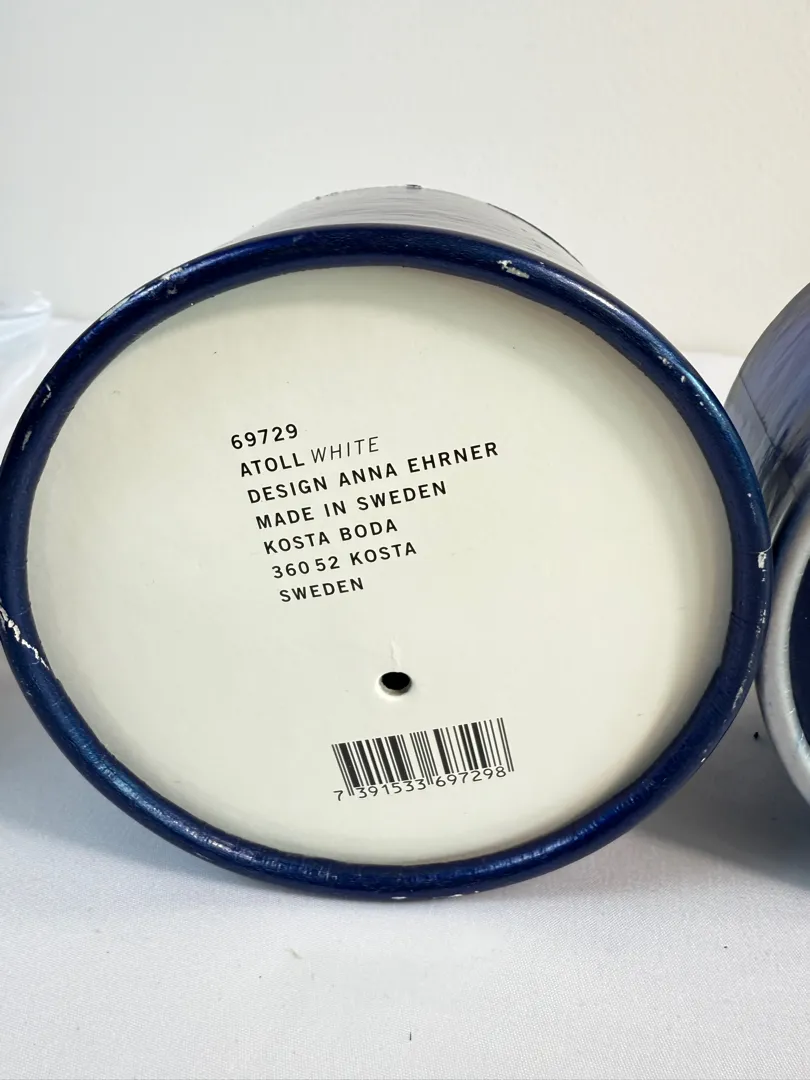 69729
ATOLL WHITE
DESIGN ANNA EHRNER
MADE IN SWEDEN
KOSTA BODA
360 52 KOSTA
SWEDEN
7 391533 697298